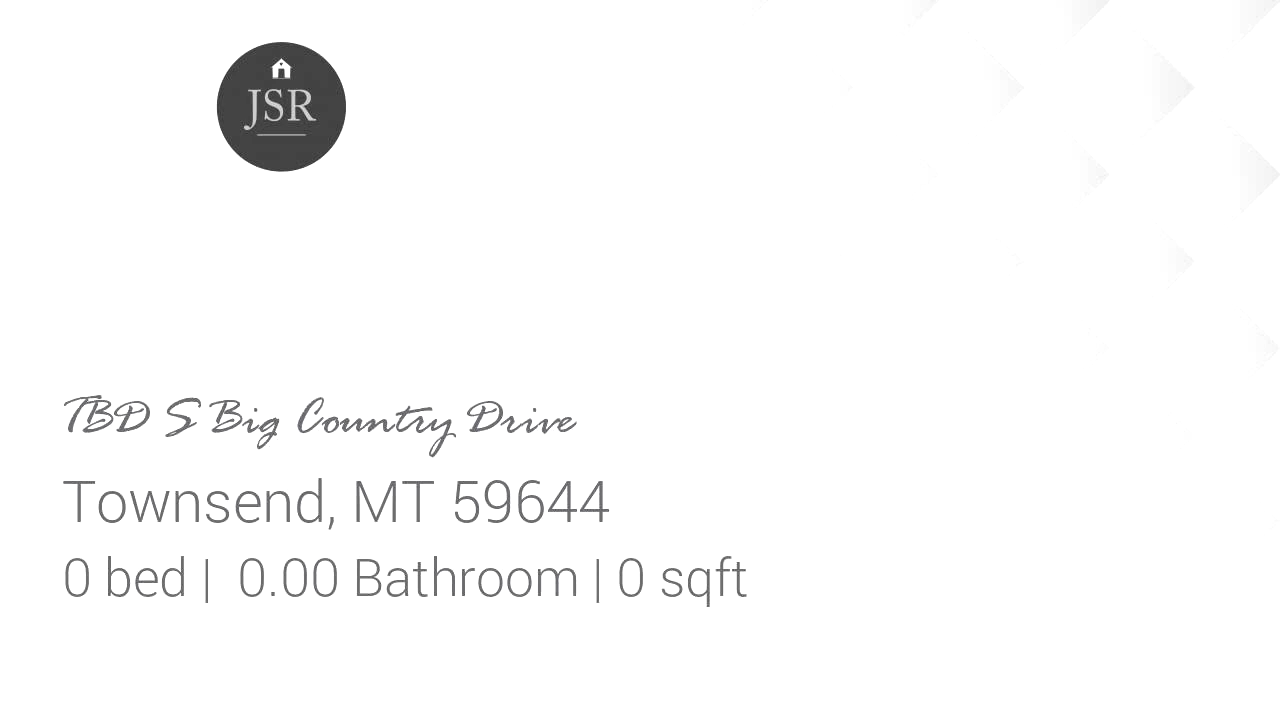 JSR
TBD S Big Country Drive
Townsend, MT 59644
0 bed | 0.00 Bathroom | 0 sqft